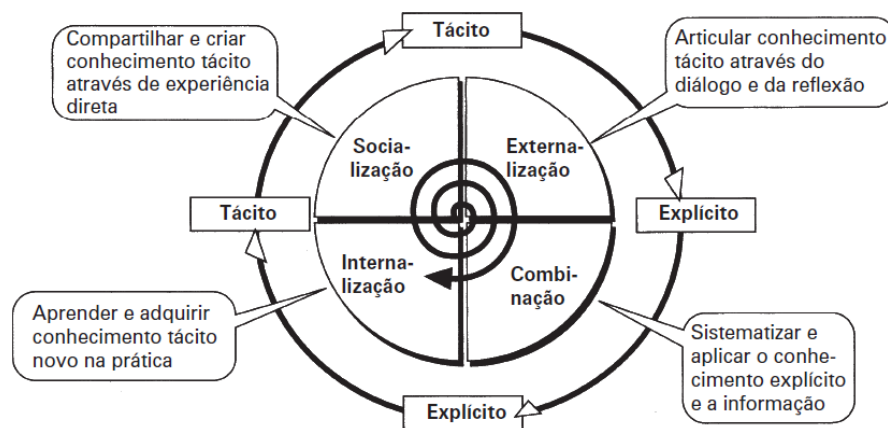 Tácito
Compartilhar e criar
conhecimento tácito
através de experiência
direta
Articular conhecimento
tácito através do
diálogo e da reflexão
Socia-
lização
Externa-
lização
Tácito
Explícito
Interna-
lização
Combi-
nação
Aprender e adquirir
conhecimento tácito
novo na prática
Sistematizar e
aplicar o conhe-
cimento explícito
e a informação
Explícito